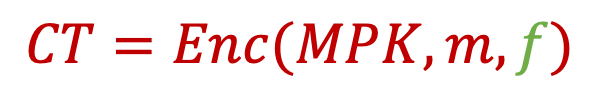 CT = Enc(MPK, m, f)